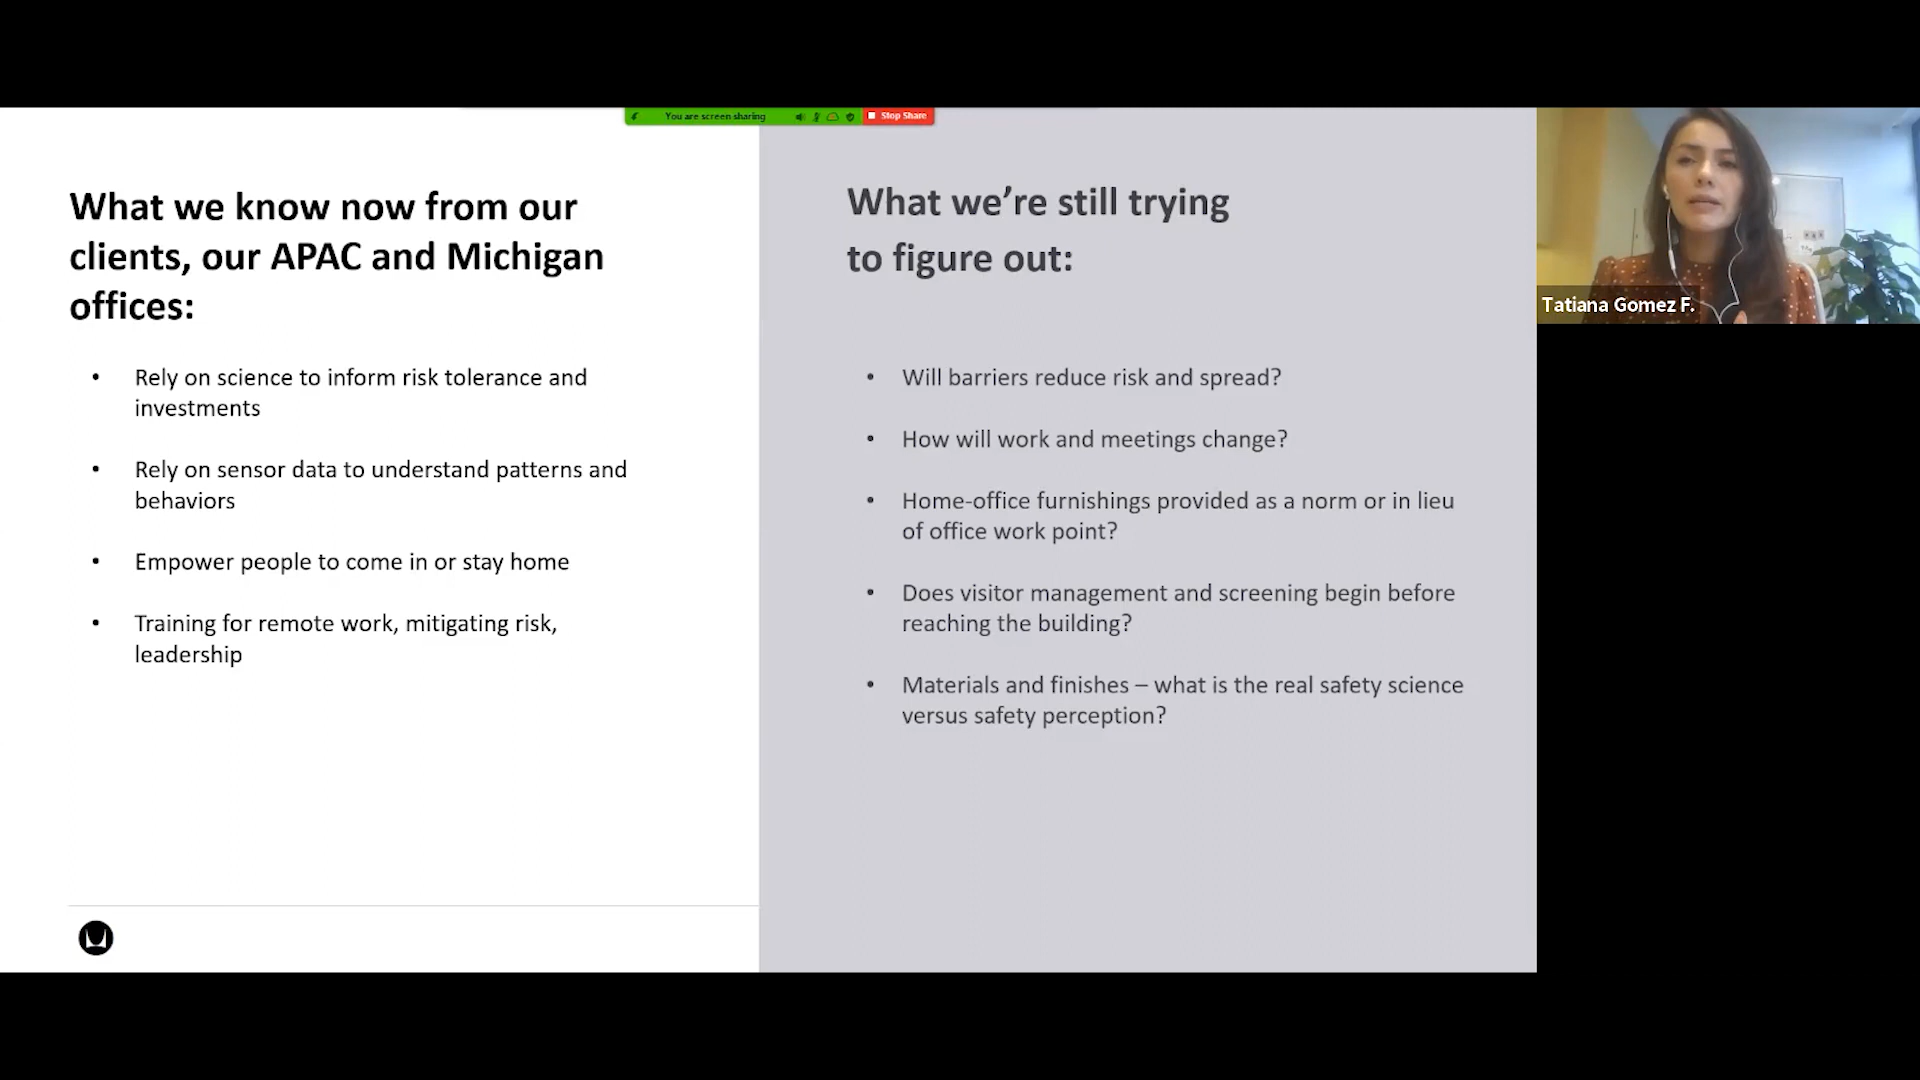 You are screen sharing
Stop Share
What we know now from our
clients, our APAC and Michigan
offices:
• Rely on science to inform risk tolerance and
investments
• Rely on sensor data to understand patterns and
behaviors
• Empower people to come in or stay home
• Training for remote work, mitigating risk,
leadership
What we’re still trying
to figure out:
• Will barriers reduce risk and spread?
• How will work and meetings change?
• Home-office furnishings provided as a norm or in lieu
of office work point?
• Does visitor management and screening begin before
reaching the building?
• Materials and finishes – what is the real safety science
versus safety perception?
Tatiana Gomez F.